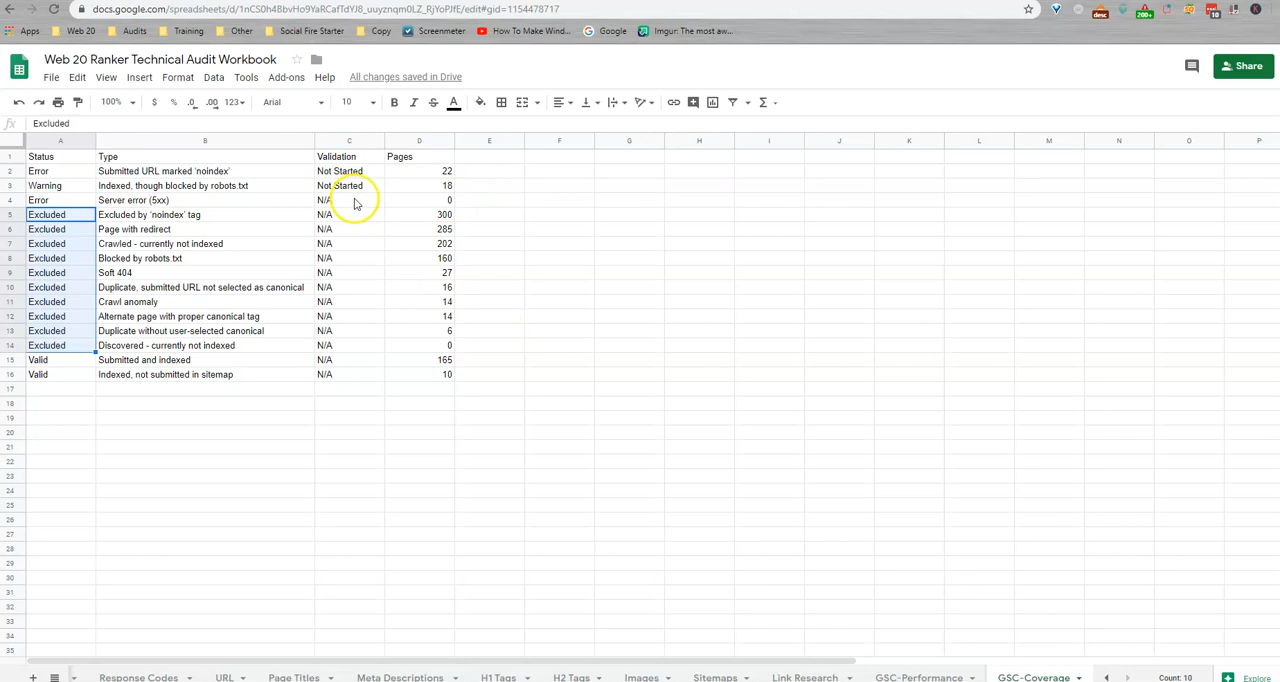 docs.google.com/spreadsheets/d/1nCS0h4BbvHo9YaRCafTdYJ8_uuyznqm0LZ_RjYoPJfE/edit#gid=1154478717
desc 200+ 10 K
Apps Web 20 Audits Training Other Social Fire Starter Copy Screenmeter How To Make Wind... Google Imgur: The most aw...
Web 20 Ranker Technical Audit Workbook
File Edit View Insert Format Data Tools Add-ons Help All changes saved in Drive
Share
100% $ % .0 .00 123 Arial 10 B I S A Σ
fx Excluded
A B C D E F G H I J K L M N O P
1 Status Type Validation Pages
2 Error Submitted URL marked 'noindex' Not Started 22
3 Warning Indexed, though blocked by robots.txt Not Started 18
4 Error Server error (5xx) N/A 0
5 Excluded Excluded by 'noindex' tag N/A 300
6 Excluded Page with redirect N/A 285
7 Excluded Crawled - currently not indexed N/A 202
8 Excluded Blocked by robots.txt N/A 160
9 Excluded Soft 404 N/A 27
10 Excluded Duplicate, submitted URL not selected as canonical N/A 16
11 Excluded Crawl anomaly N/A 14
12 Excluded Alternate page with proper canonical tag N/A 14
13 Excluded Duplicate without user-selected canonical N/A 6
14 Excluded Discovered - currently not indexed N/A 0
15 Valid Submitted and indexed N/A 165
16 Valid Indexed, not submitted in sitemap N/A 10
17
18
19
20
21
22
23
24
25
26
27
28
29
30
31
32
33
34
35
Response Codes URL Page Titles Meta Descriptions H1 Tags H2 Tags Images Sitemaps Link Research GSC-Performance GSC-Coverage Count: 10 Explore